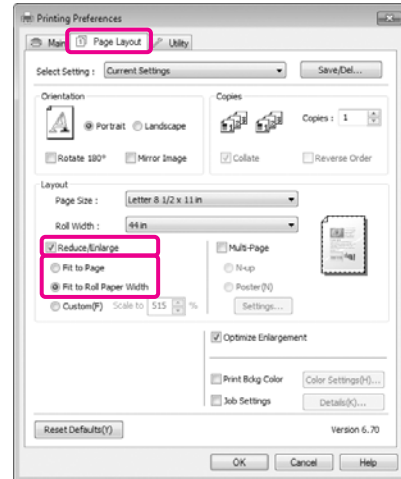 Printing Preferences
Main Page Layout Utility
Select Setting : Current Settings Save/Del...
Orientation Copies
Portrait Landscape Copies : 1
Rotate 180° Mirror Image Collate Reverse Order
Layout
Page Size : Letter 8 1/2 x 11 in
Roll Width : 44 in
Reduce/Enlarge Multi-Page
Fit to Page N-up
Fit to Roll Paper Width Poster(N)
Custom(F) Scale to 515 % Settings...
Optimize Enlargement
Print Bckg Color Color Settings(H)...
Job Settings Details(K)...
Reset Defaults(Y) Version 6.70
OK Cancel Help